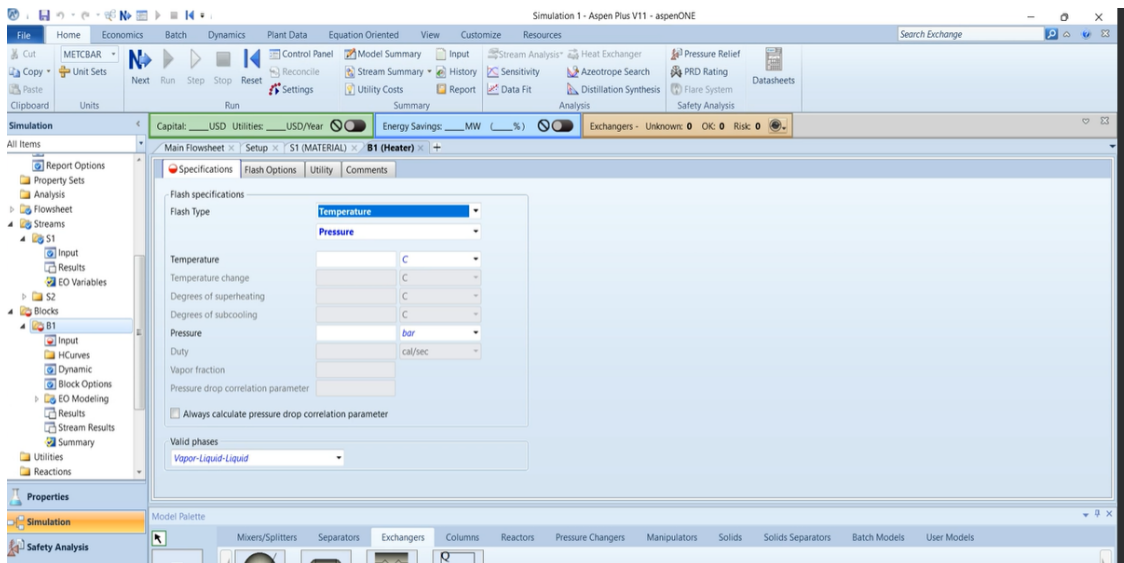 Simulation 1 - Aspen Plus V11 - aspenONE
File Home Economics Batch Dynamics Plant Data Equation Oriented View Customize Resources Search Exchange
Cut METCBAR Control Panel Model Summary Input Stream Analysis Heat Exchanger Pressure Relief
Copy Unit Sets Next Run Step Stop Reset Reconcile Stream Summary History Sensitivity Azeotrope Search PRD Rating Datasheets
Paste Settings Utility Costs Report Data Fit Distillation Synthesis Flare System
Clipboard Units Run Summary Analysis Safety Analysis
Simulation Capital: ____USD Utilities: ____USD/Year Energy Savings: ____MW (____%) Exchangers - Unknown: 0 OK: 0 Risk: 0
All Items Main Flowsheet Setup S1 (MATERIAL) B1 (Heater) +
Report Options
Property Sets
Analysis
Flowsheet
Streams
S1
Input
Results
EO Variables
S2
Blocks
B1
Input
HCurves
Dynamic
Block Options
EO Modeling
Results
Stream Results
Summary
Utilities
Reactions
Properties
Simulation
Safety Analysis
Specifications Flash Options Utility Comments
Flash specifications
Flash Type Temperature
Pressure
Temperature C
Temperature change C
Degrees of superheating C
Degrees of subcooling C
Pressure bar
Duty cal/sec
Vapor fraction
Pressure drop correlation parameter
Always calculate pressure drop correlation parameter
Valid phases
Vapor-Liquid-Liquid
Model Palette
Mixers/Splitters Separators Exchangers Columns Reactors Pressure Changers Manipulators Solids Solids Separators Batch Models User Models
Q